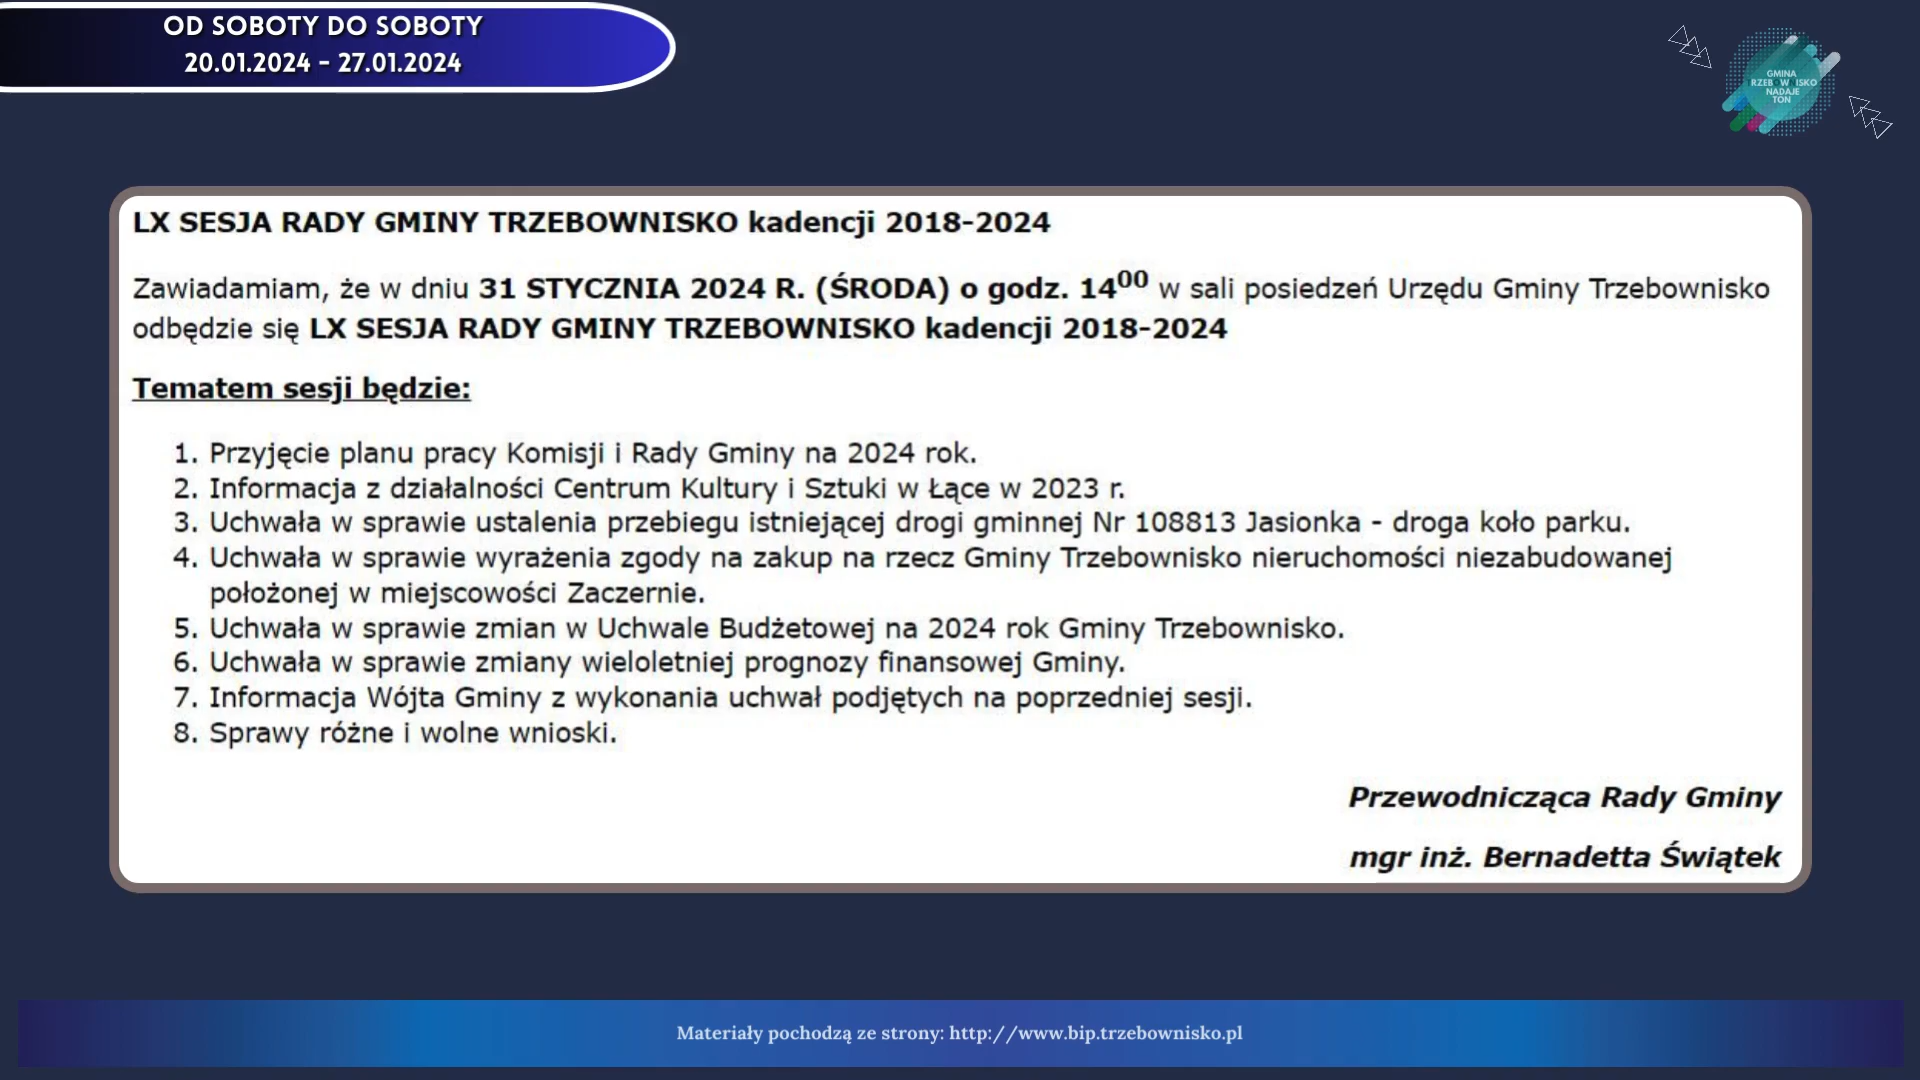 OD SOBOTY DO SOBOTY
20.01.2024 - 27.01.2024
GMINA
NADAJE
TON
LX SESJA RADY GMINY TRZEBOWNISKO kadencji 2018-2024
Zawiadamiam, że w dniu 31 STYCZNIA 2024 R. (ŚRODA) o godz. 14⁰⁰ w sali posiedzeń Urzędu Gminy Trzebownisko
odbędzie się LX SESJA RADY GMINY TRZEBOWNISKO kadencji 2018-2024
Tematem sesji będzie:
1. Przyjęcie planu pracy Komisji i Rady Gminy na 2024 rok.
2. Informacja z działalności Centrum Kultury i Sztuki w Łące w 2023 r.
3. Uchwała w sprawie ustalenia przebiegu istniejącej drogi gminnej Nr 108813 Jasionka - droga koło parku.
4. Uchwała w sprawie wyrażenia zgody na zakup na rzecz Gminy Trzebownisko nieruchomości niezabudowanej
położonej w miejscowości Zaczernie.
5. Uchwała w sprawie zmian w Uchwale Budżetowej na 2024 rok Gminy Trzebownisko.
6. Uchwała w sprawie zmiany wieloletniej prognozy finansowej Gminy.
7. Informacja Wójta Gminy z wykonania uchwał podjętych na poprzedniej sesji.
8. Sprawy różne i wolne wnioski.
Przewodnicząca Rady Gminy
mgr inż. Bernadetta Świątek
Materiały pochodzą ze strony: http://www.bip.trzebownisko.pl